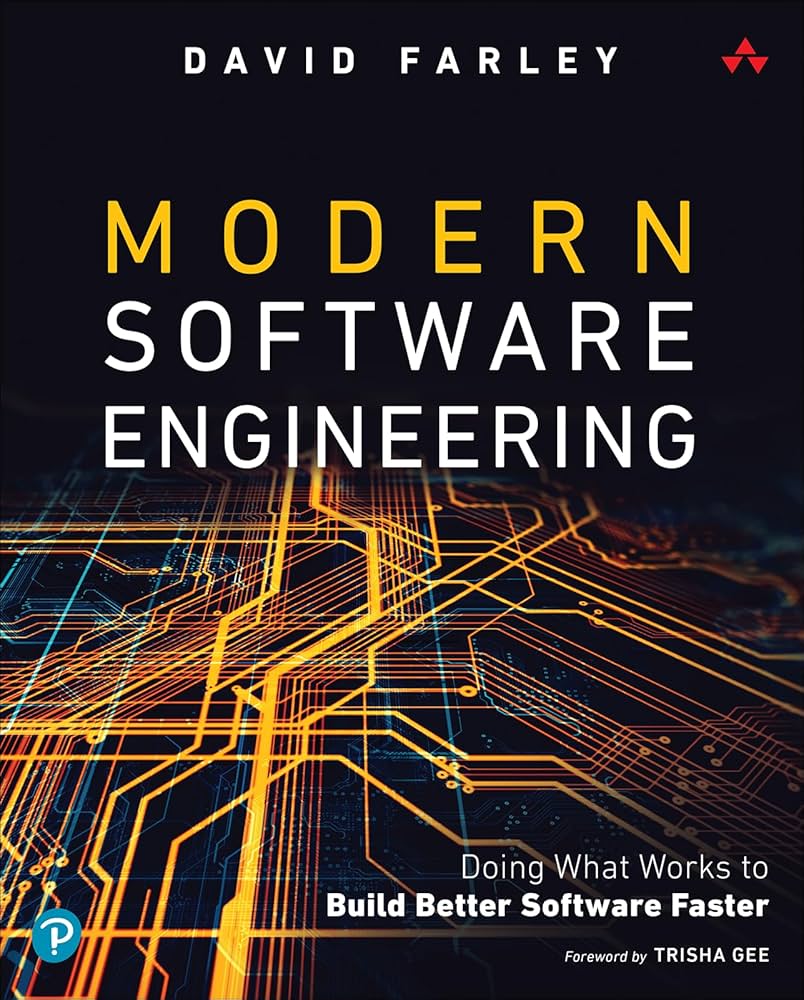 DAVID FARLEY
MODERN
SOFTWARE
ENGINEERING
Doing What Works to
Build Better Software Faster
Foreword by TRISHA GEE
P